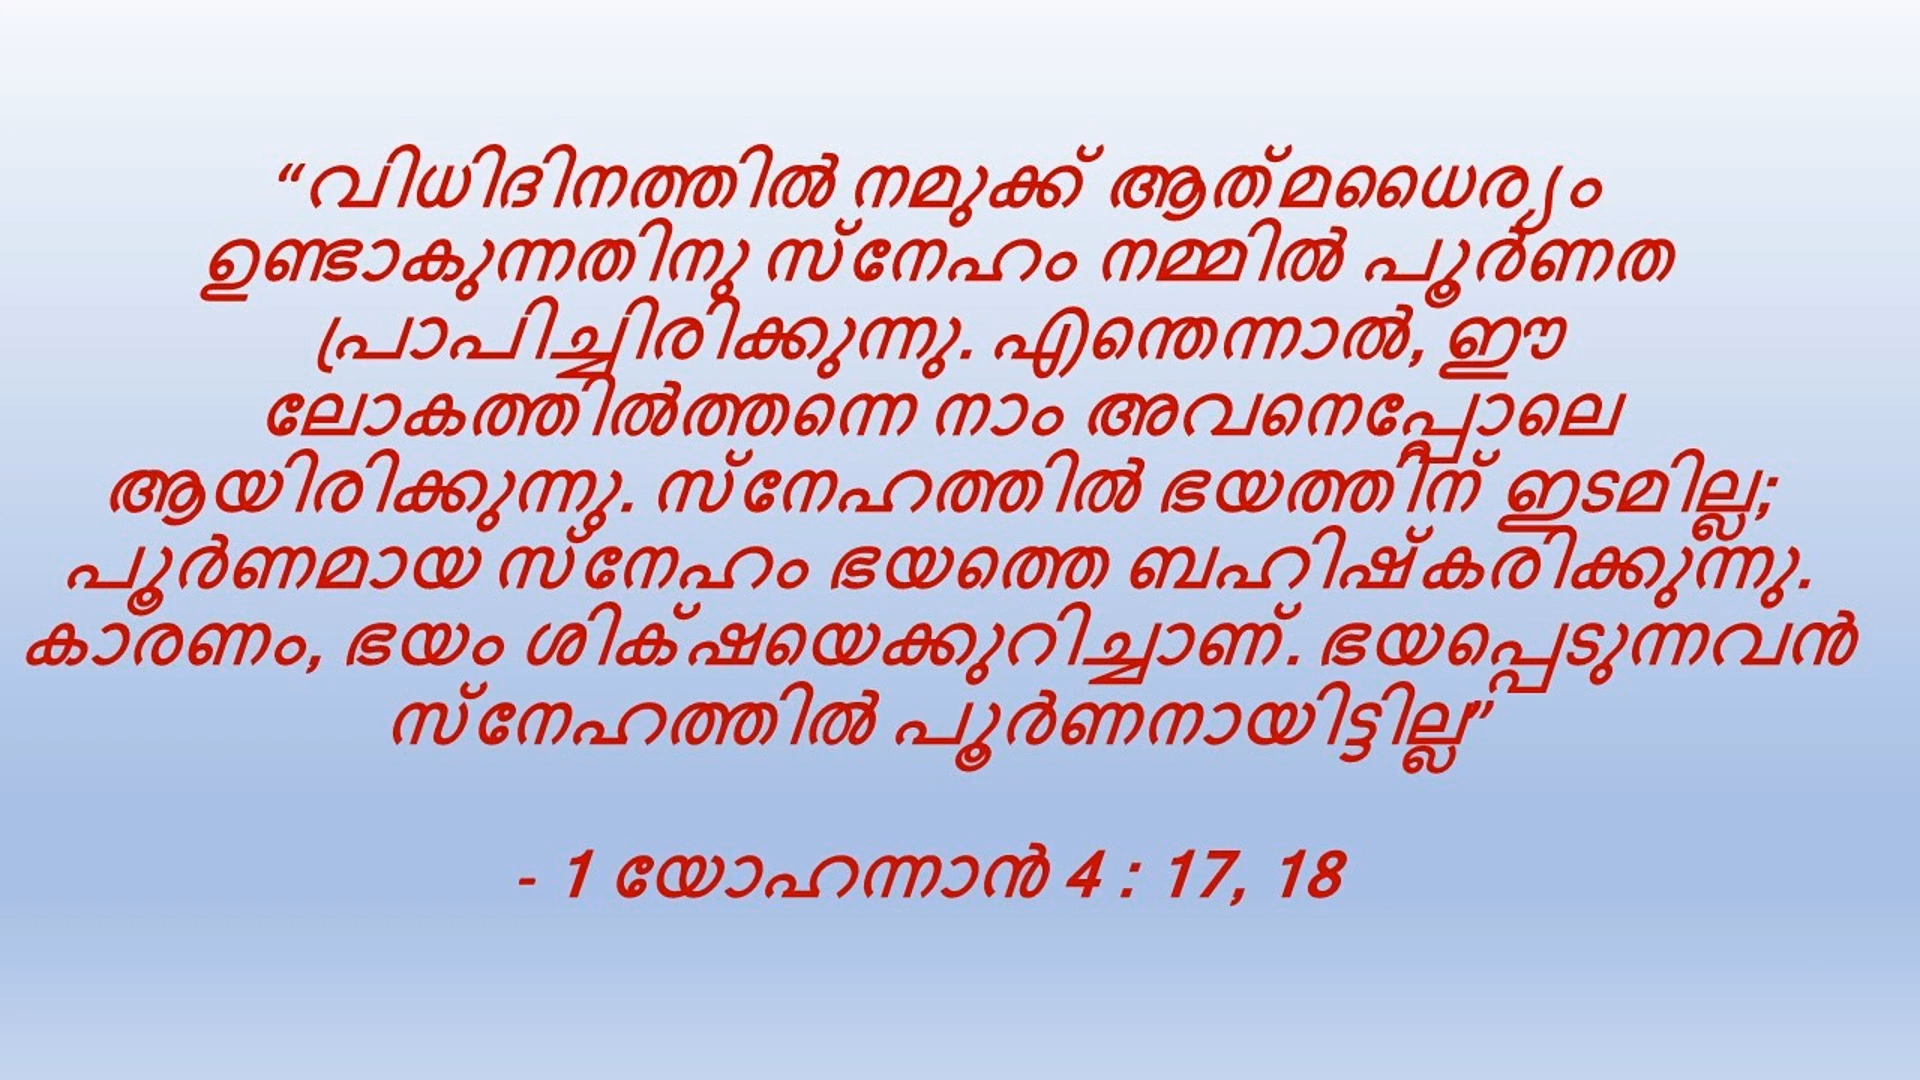 “വിധിദിനത്തിൽ നമുക്ക് ആത്‌മധൈര്യം
ഉണ്ടാകുന്നതിനു സ്‌നേഹം നമ്മിൽ പൂർണത
പ്രാപിച്ചിരിക്കുന്നു. എന്തെന്നാൽ, ഈ
ലോകത്തിൽത്തന്നെ നാം അവനെപ്പോലെ
ആയിരിക്കുന്നു. സ്‌നേഹത്തിൽ ഭയത്തിന് ഇടമില്ല;
പൂർണമായ സ്‌നേഹം ഭയത്തെ ബഹിഷ്‌കരിക്കുന്നു.
കാരണം, ഭയം ശിക്‌ഷയെക്കുറിച്ചാണ്. ഭയപ്പെടുന്നവൻ
സ്‌നേഹത്തിൽ പൂർണനായിട്ടില്ല”
- 1 യോഹന്നാൻ 4 : 17, 18